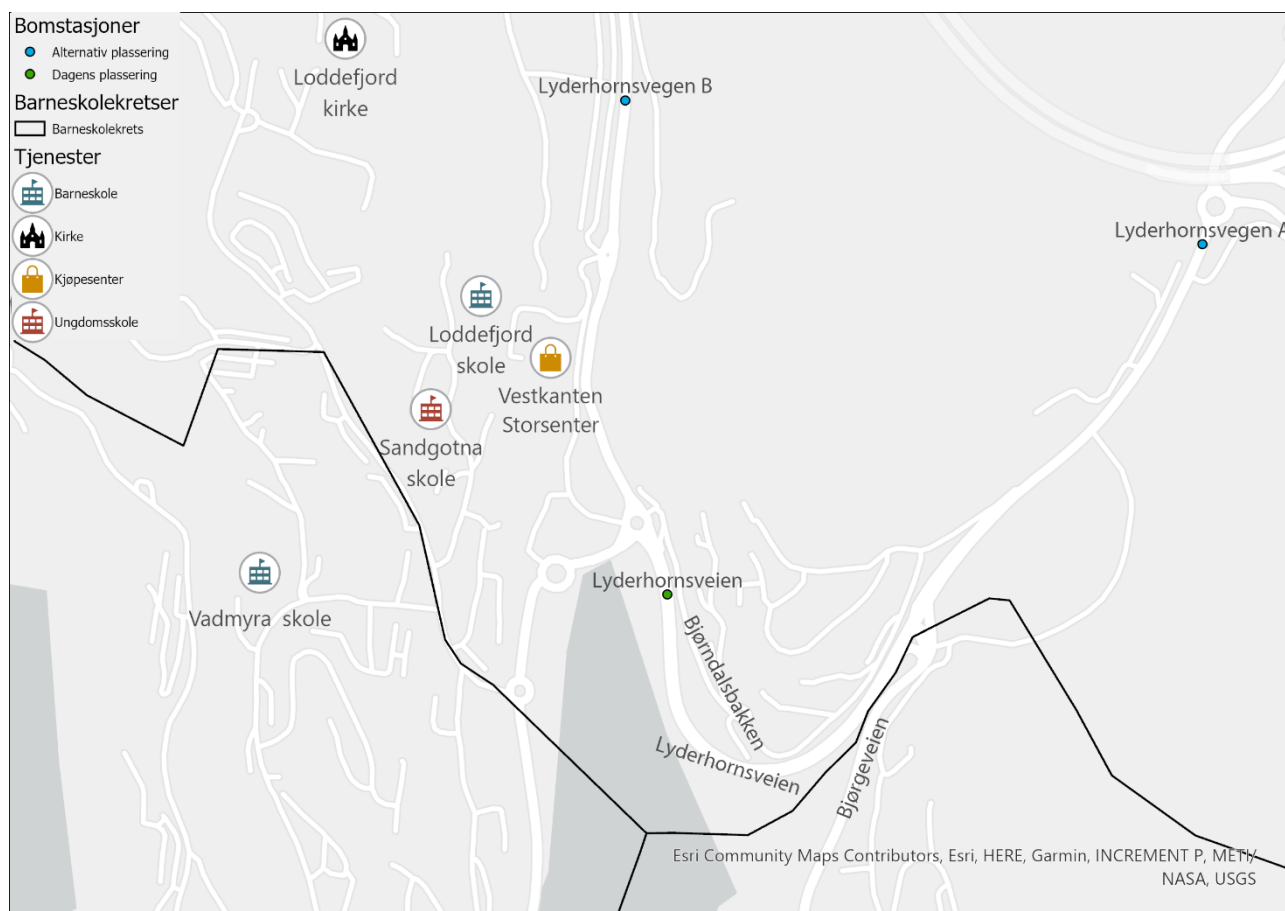 Bomstasjoner
Alternativ plassering
Dagens plassering
Barneskolekretser
Barneskolekrets
Tjenester
Barneskole
Kirke
Kjøpesenter
Ungdomsskole
Loddefjord
kirke
Lyderhornsvegen B
Lyderhornsvegen A
Loddefjord
skole
Vestkanten
Storsenter
Sandgotna
skole
Vadmyra skole
Lyderhornsveien
Bjørndalsbakken
Lyderhornsveien
Bjørgeveien
Esri Community Maps Contributors, Esri, HERE, Garmin, INCREMENT P, METI/
NASA, USGS